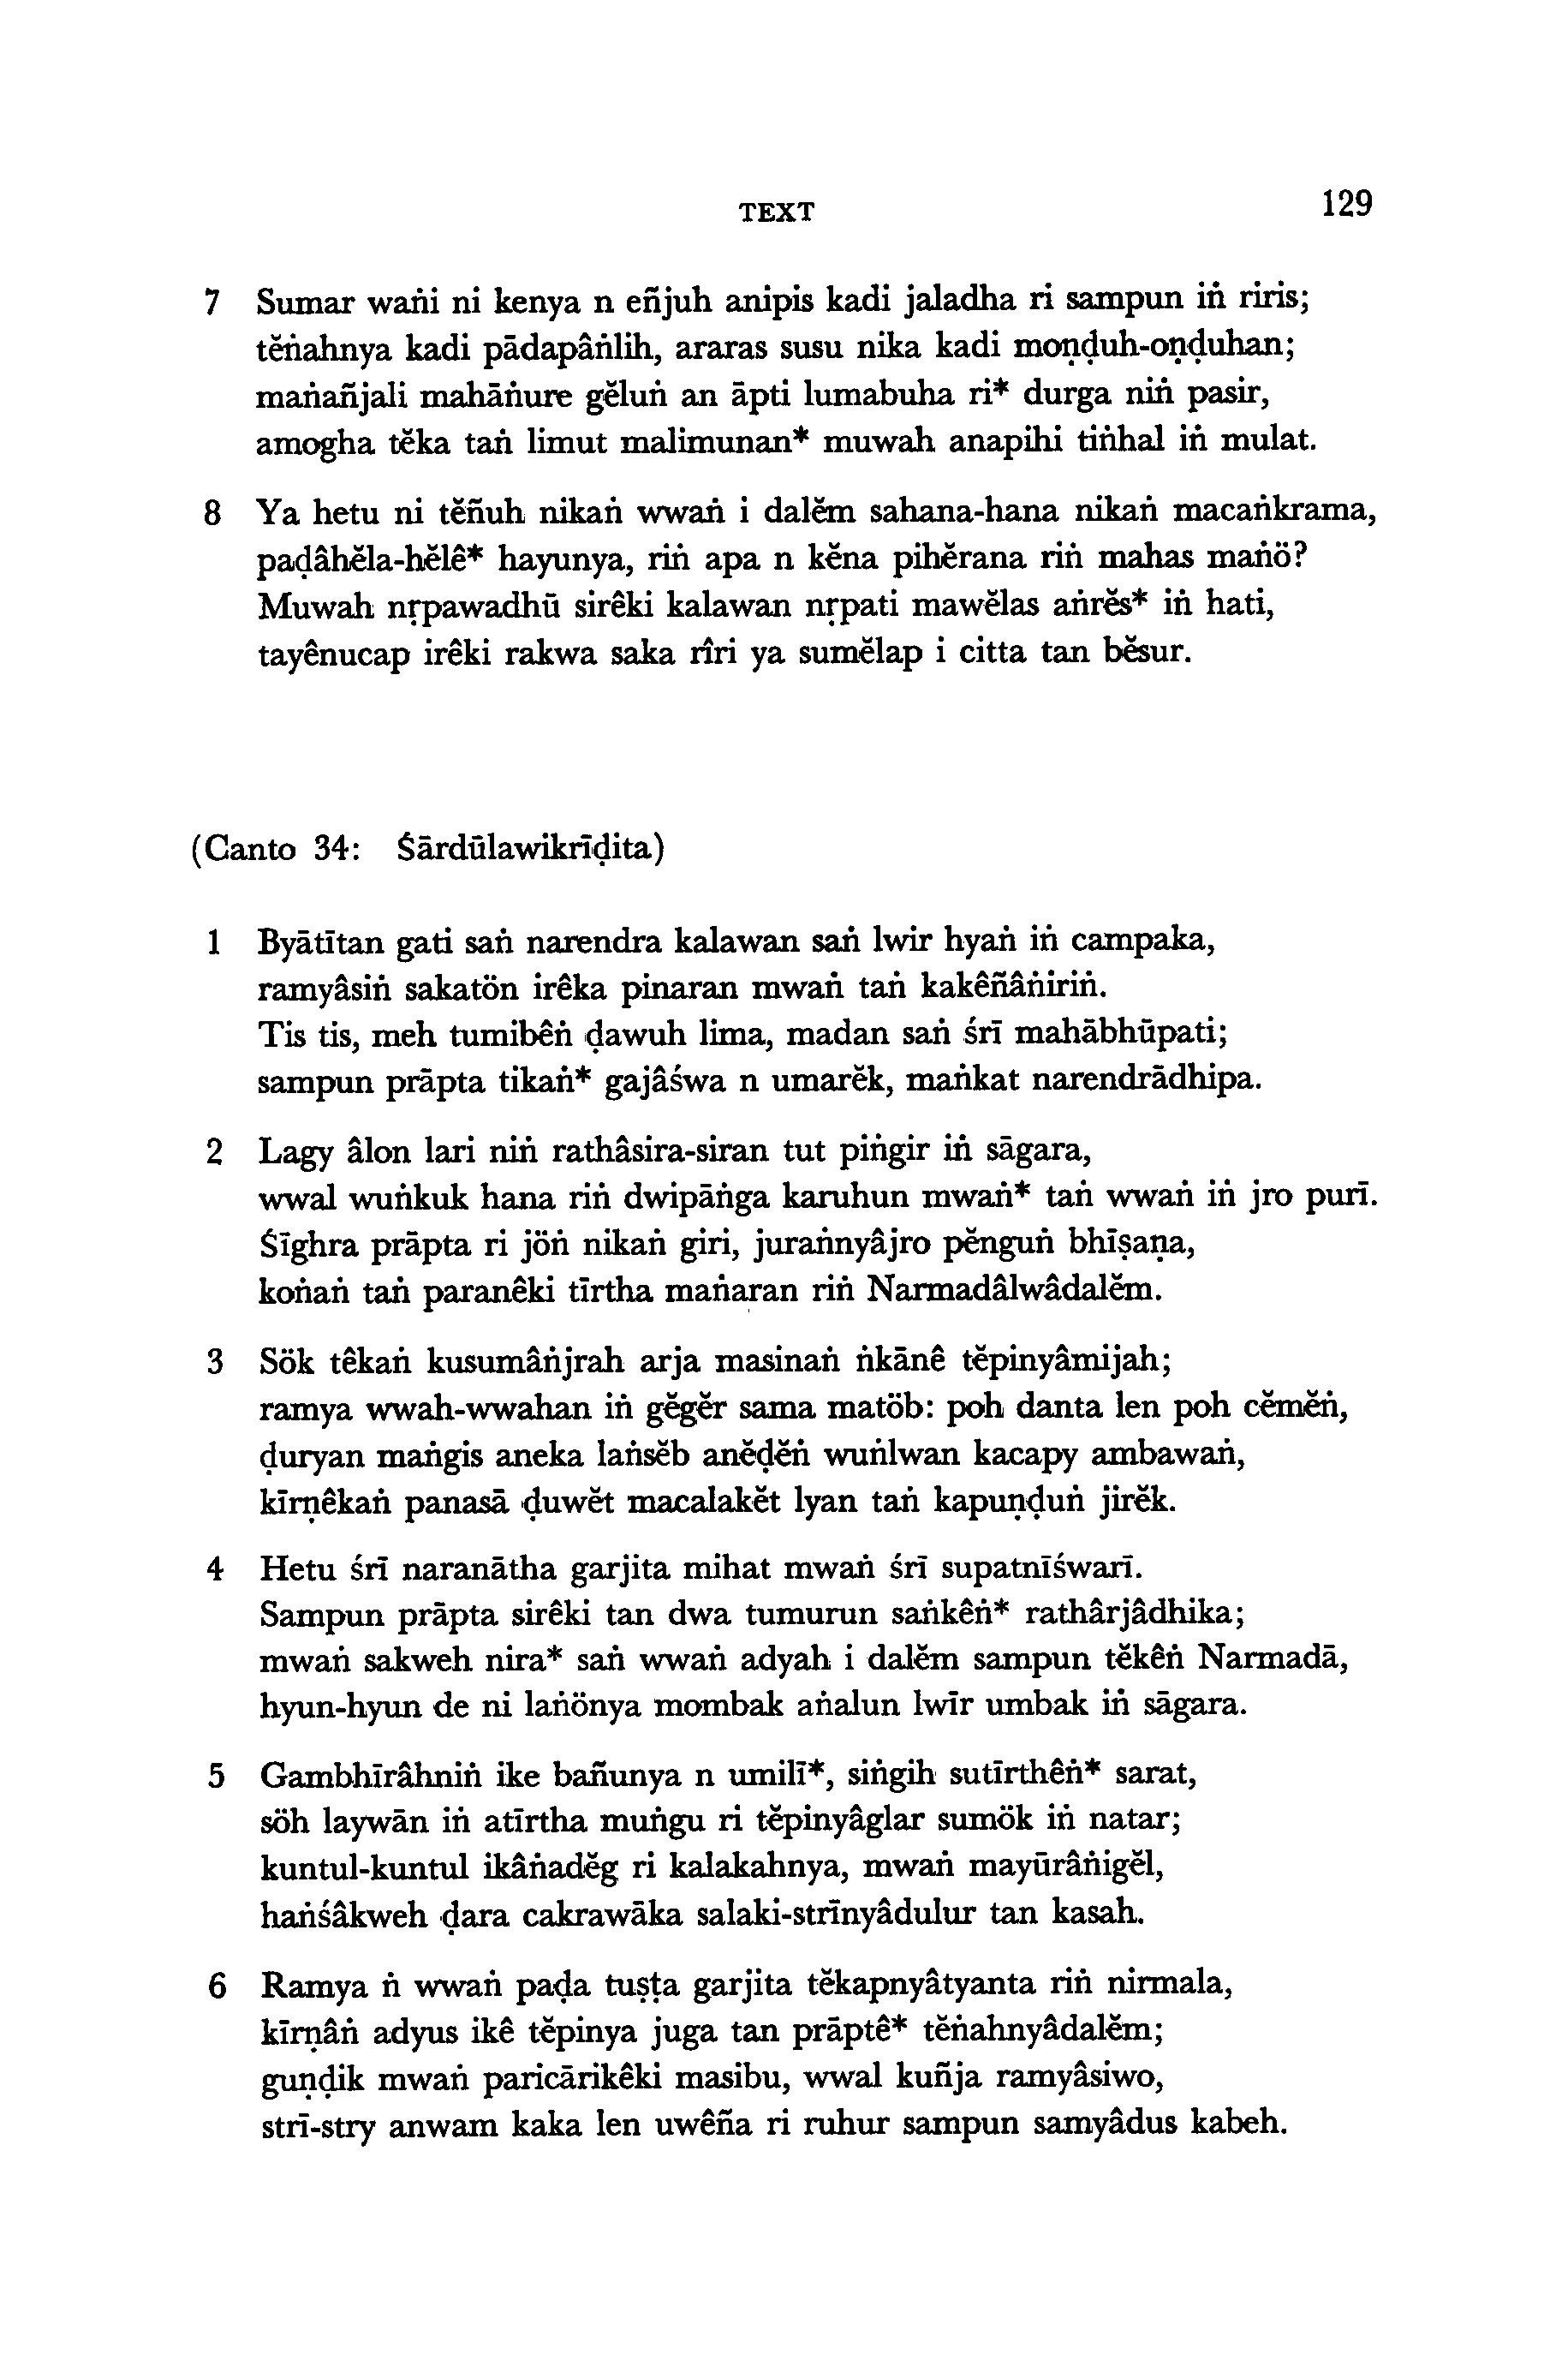 TEXT 129
7 Sumar waṅi ni kenya n eñjuh anipis kadi jaladha ri sampun iṅ riris;
tĕṅahnya kadi pādapâṅlih, araras susu nika kadi moṇḍuh-oṇḍuhan;
maṅañjali mahāṅure gĕluṅ an āpti lumabuha ri* durga niṅ pasir,
amogha tĕka taṅ limut malimunan* muwah anapihi tiṅhal iṅ mulat.
8 Ya hetu ni tĕñuh nikaṅ wwaṅ i dalĕm sahana-hana nikaṅ macaṅkrama,
paḍâhĕla-hĕlê* hayunya, riṅ apa n kĕna pihĕrana riṅ mahas maṅö?
Muwah nṛpawadhū sirêki kalawan nṛpati mawĕlas aṅrĕs* iṅ hati,
tayênucap irêki rakwa saka rîri ya sumĕlap i citta tan bĕsur.
(Canto 34: Śārdūlawikrīḍita)
1 Byātītan gati saṅ narendra kalawan saṅ lwir hyaṅ iṅ campaka,
ramyâsiṅ sakatön irêka pinaran mwaṅ taṅ kakêñâṅiriṅ.
Tis tis, meh tumibêṅ ḍawuh lima, madan saṅ śrī mahābhūpati;
sampun prāpta tikaṅ* gajâśwa n umarĕk, maṅkat narendrādhipa.
2 Lagy âlon lari niṅ rathâsira-siran tut piṅgir iṅ sāgara,
wwal wuṅkuk hana riṅ dwipāṅga karuhun mwaṅ* taṅ wwaṅ iṅ jro purī.
Śīghra prāpta ri jöṅ nikaṅ giri, juraṅnyâjro pĕṅguṅ bhīṣaṇa,
koṅaṅ taṅ paranêki tīrtha maṅaran riṅ Narmadâlwâdalĕm.
3 Sök têkaṅ kusumâṅjrah arja masinaṅ ṅkānê tĕpinyâmijah;
ramya wwah-wwahan iṅ gĕgĕr sama matöb: poh danta len poh cĕmĕṅ,
ḍuryan maṅgis aneka laṅsĕb anĕḍĕṅ wuṅlwan kacapy ambawaṅ,
kīrṇêkaṅ panasā ḍuwĕt macalakĕt lyan taṅ kapuṇḍuṅ jirĕk.
4 Hetu śrī naranātha garjita mihat mwaṅ śrī supatnīśwarī.
Sampun prāpta sirêki tan dwa tumurun saṅkêṅ* rathârjâdhika;
mwaṅ sakweh nira* saṅ wwaṅ adyah i dalĕm sampun tĕkêṅ Narmadā,
hyun-hyun de ni laṅönya mombak aṅalun lwīr umbak iṅ sāgara.
5 Gambhīrâhniṅ ike bañunya n umilī*, siṅgih sutīrthêṅ* sarat,
söh laywān iṅ atīrtha muṅgu ri tĕpinyâglar sumök iṅ natar;
kuntul-kuntul ikâṅadĕg ri kalakahnya, mwaṅ mayūrâṅigĕl,
haṅśâkweh ḍara cakrawāka salaki-strīnyâdulur tan kasah.
6 Ramya ṅ wwaṅ paḍa tuṣṭa garjita tĕkapnyâtyanta riṅ nirmala,
kīrṇâṅ adyus ikê tĕpinya juga tan prāptê* tĕṅahnyâdalĕm;
guṇḍik mwaṅ paricārikêki masibu, wwal kuñja ramyâsiwo,
strī-stry anwam kaka len uwêña ri ruhur sampun samyâdus kabeh.